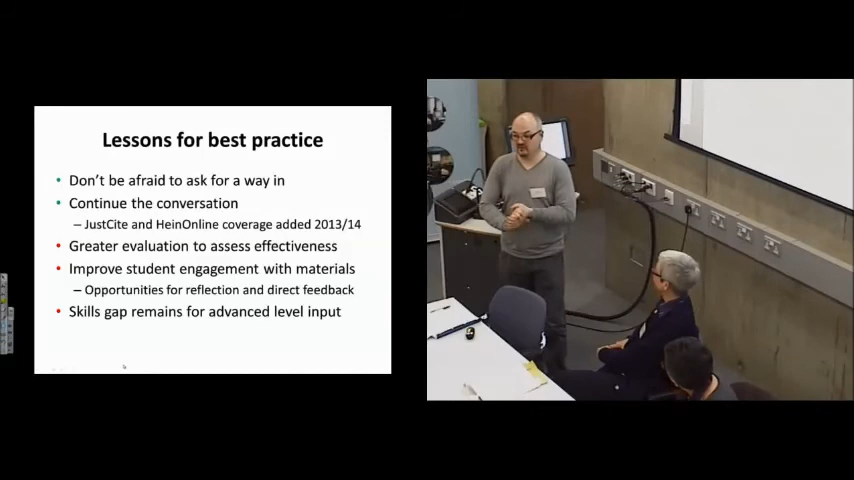 Lessons for best practice
• Don't be afraid to ask for a way in
• Continue the conversation
– JustCite and HeinOnline coverage added 2013/14
• Greater evaluation to assess effectiveness
• Improve student engagement with materials
– Opportunities for reflection and direct feedback
• Skills gap remains for advanced level input